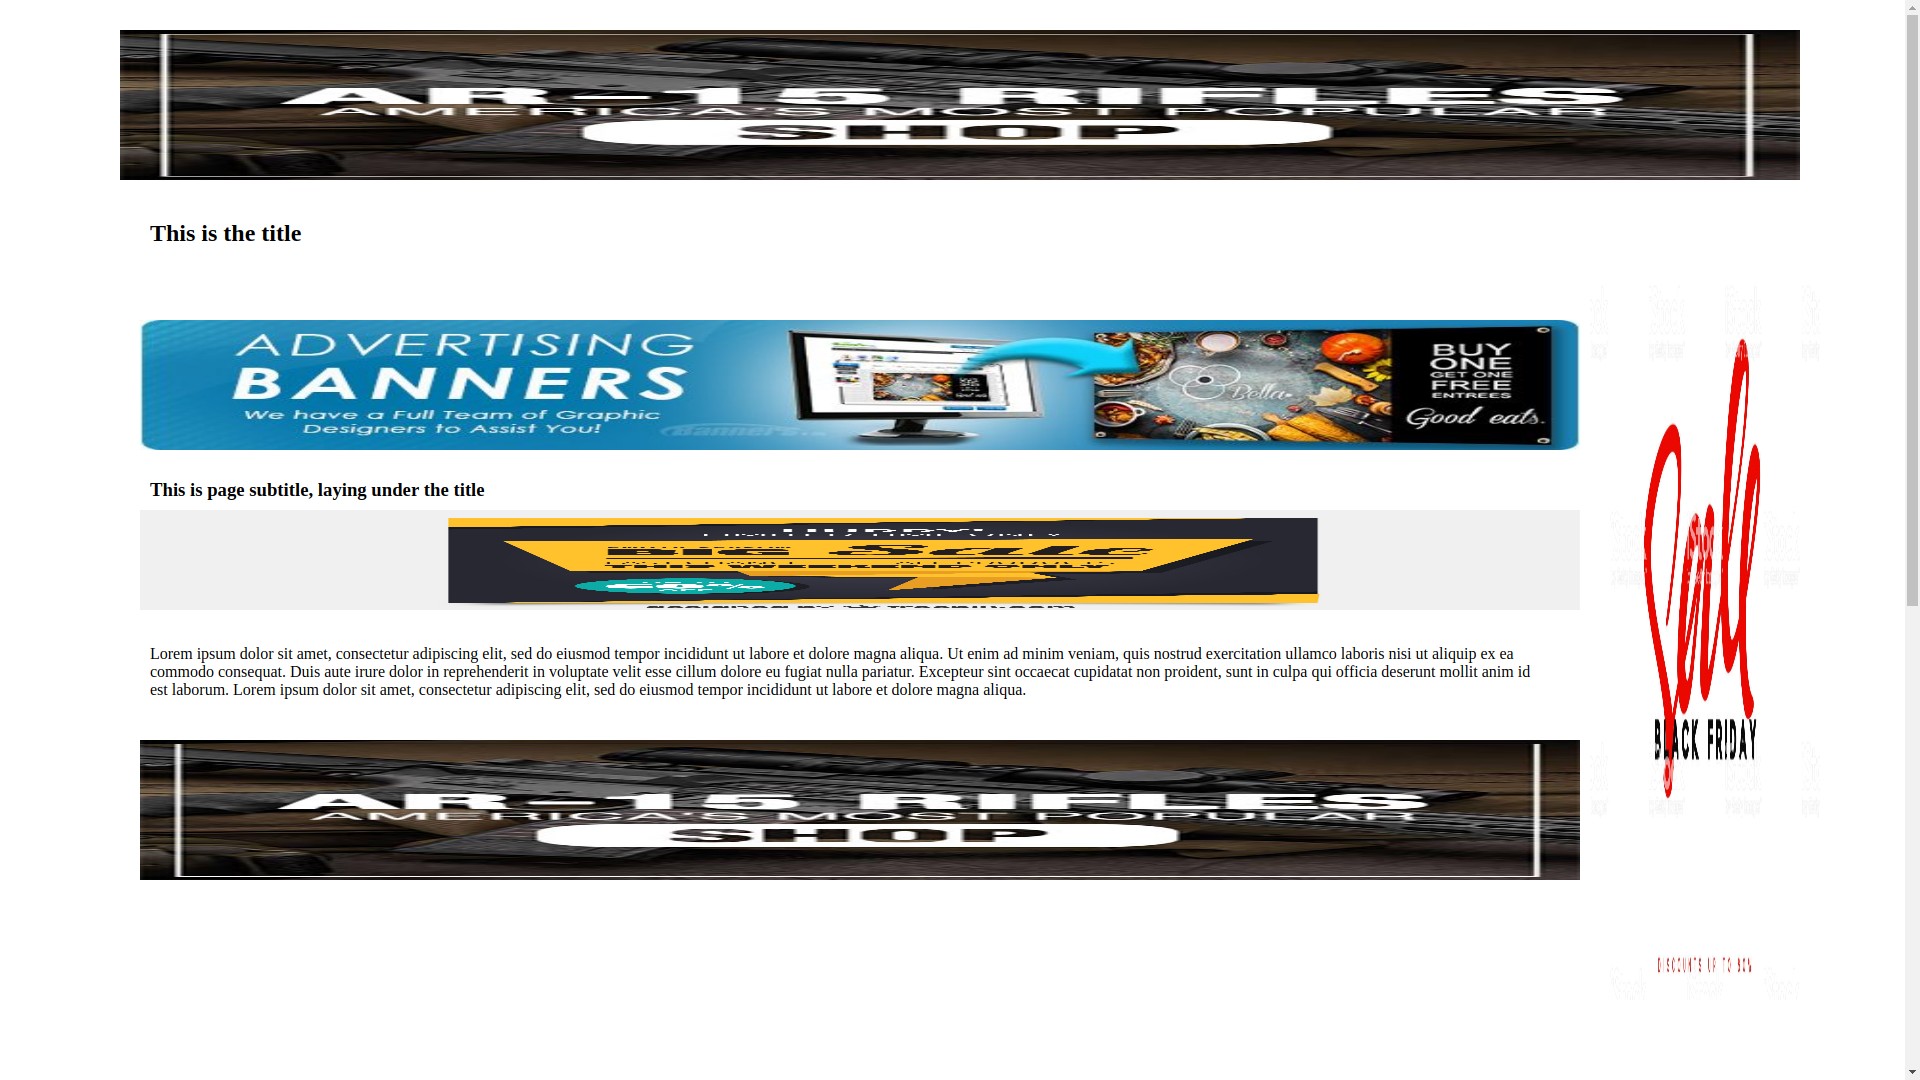 AR-15 RIFLES
AMERICA'S MOST POPULAR
SHOP
This is the title
ADVERTISING
BANNERS
We have a Full Team of Graphic
Designers to Assist You!
Bella
BUY
ONE
GET ONE
FREE
ENTREES
Good eats.
This is page subtitle, laying under the title
BIG Sale
THIS WEEKEND ONLY
Lorem ipsum dolor sit amet, consectetur adipiscing elit, sed do eiusmod tempor incididunt ut labore et dolore magna aliqua. Ut enim ad minim veniam, quis nostrud exercitation ullamco laboris nisi ut aliquip ex ea
commodo consequat. Duis aute irure dolor in reprehenderit in voluptate velit esse cillum dolore eu fugiat nulla pariatur. Excepteur sint occaecat cupidatat non proident, sunt in culpa qui officia deserunt mollit anim id
est laborum. Lorem ipsum dolor sit amet, consectetur adipiscing elit, sed do eiusmod tempor incididunt ut labore et dolore magna aliqua.
BLACK FRIDAY
AR-15 RIFLES
AMERICA'S MOST POPULAR
SHOP
DISCOUNTS UP TO